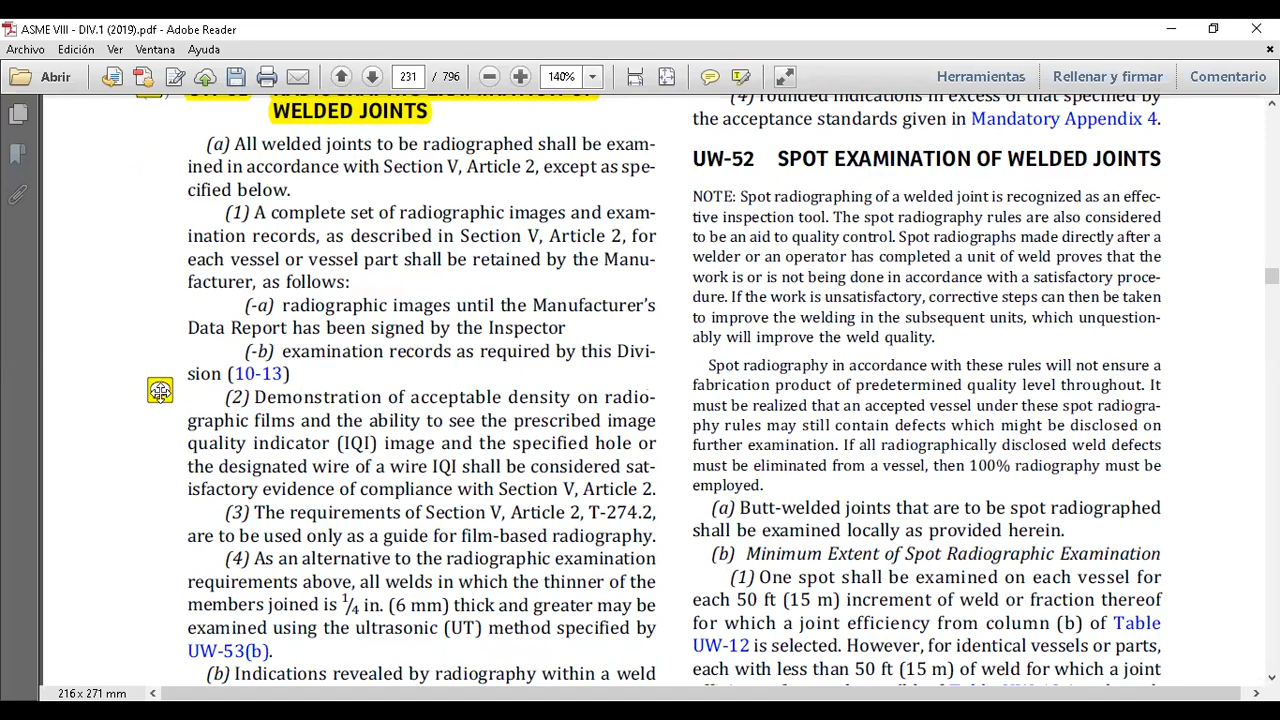 ASME VIII - DIV.1 (2019).pdf - Adobe Reader
Archivo Edición Ver Ventana Ayuda
Abrir 231 / 796 140% Herramientas Rellenar y firmar Comentario
WELDED JOINTS
(a) All welded joints to be radiographed shall be exam-
ined in accordance with Section V, Article 2, except as spe-
cified below.
(1) A complete set of radiographic images and exam-
ination records, as described in Section V, Article 2, for
each vessel or vessel part shall be retained by the Manu-
facturer, as follows:
(-a) radiographic images until the Manufacturer's
Data Report has been signed by the Inspector
(-b) examination records as required by this Divi-
sion (10-13)
(2) Demonstration of acceptable density on radio-
graphic films and the ability to see the prescribed image
quality indicator (IQI) image and the specified hole or
the designated wire of a wire IQI shall be considered sat-
isfactory evidence of compliance with Section V, Article 2.
(3) The requirements of Section V, Article 2, T-274.2,
are to be used only as a guide for film-based radiography.
(4) As an alternative to the radiographic examination
requirements above, all welds in which the thinner of the
members joined is 1/4 in. (6 mm) thick and greater may be
examined using the ultrasonic (UT) method specified by
UW-53(b).
(b) Indications revealed by radiography within a weld
(4) rounded indications in excess of that specified by
the acceptance standards given in Mandatory Appendix 4.
UW-52 SPOT EXAMINATION OF WELDED JOINTS
NOTE: Spot radiographing of a welded joint is recognized as an effec-
tive inspection tool. The spot radiography rules are also considered
to be an aid to quality control. Spot radiographs made directly after a
welder or an operator has completed a unit of weld proves that the
work is or is not being done in accordance with a satisfactory proce-
dure. If the work is unsatisfactory, corrective steps can then be taken
to improve the welding in the subsequent units, which unquestion-
ably will improve the weld quality.
Spot radiography in accordance with these rules will not ensure a
fabrication product of predetermined quality level throughout. It
must be realized that an accepted vessel under these spot radiogra-
phy rules may still contain defects which might be disclosed on
further examination. If all radiographically disclosed weld defects
must be eliminated from a vessel, then 100% radiography must be
employed.
(a) Butt-welded joints that are to be spot radiographed
shall be examined locally as provided herein.
(b) Minimum Extent of Spot Radiographic Examination
(1) One spot shall be examined on each vessel for
each 50 ft (15 m) increment of weld or fraction thereof
for which a joint efficiency from column (b) of Table
UW-12 is selected. However, for identical vessels or parts,
each with less than 50 ft (15 m) of weld for which a joint
216 x 271 mm